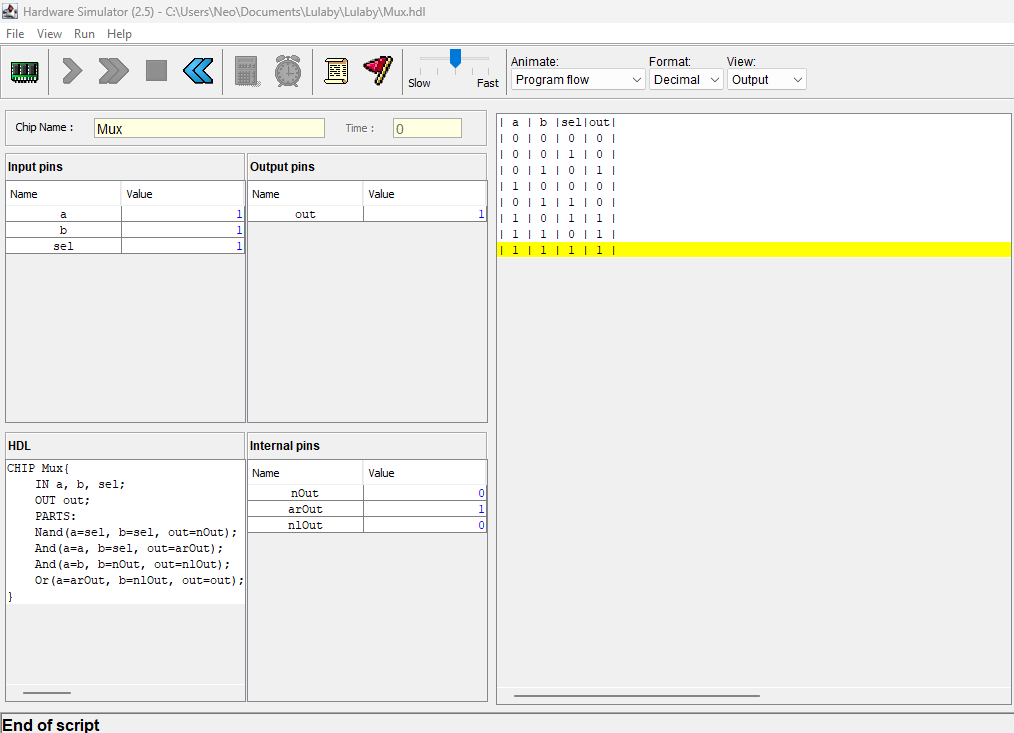 Hardware Simulator (2.5) - C:\Users\Neo\Documents\Lulaby\Lulaby\Mux.hdl
File View Run Help
Slow Fast
Animate: Format: View:
Program flow Decimal Output
Chip Name : Mux Time : 0
Input pins
Name Value
a 1
b 1
sel 1
Output pins
Name Value
out 1
HDL
CHIP Mux{
    IN a, b, sel;
    OUT out;
    PARTS:
    Nand(a=sel, b=sel, out=nOut);
    And(a=a, b=sel, out=arOut);
    And(a=b, b=nOut, out=nlOut);
    Or(a=arOut, b=nlOut, out=out);
}
Internal pins
Name Value
nOut 0
arOut 1
nlOut 0
| a | b |sel|out|
| 0 | 0 | 0 | 0 |
| 0 | 0 | 1 | 0 |
| 0 | 1 | 0 | 1 |
| 1 | 0 | 0 | 0 |
| 0 | 1 | 1 | 0 |
| 1 | 0 | 1 | 1 |
| 1 | 1 | 0 | 1 |
| 1 | 1 | 1 | 1 |
End of script